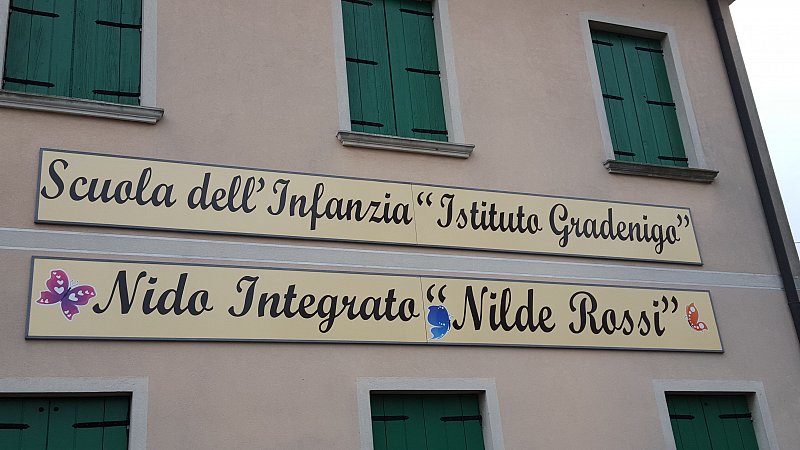 Scuola dell'Infanzia "Istituto Gradenigo"
Nido Integrato "Nilde Rossi"